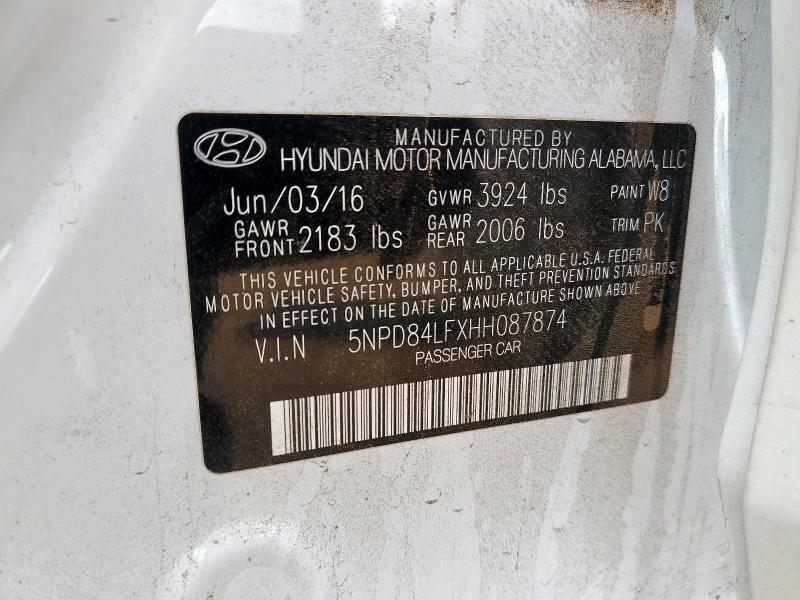 MANUFACTURED BY
HYUNDAI MOTOR MANUFACTURING ALABAMA, LLC
Jun/03/16 GVWR 3924 lbs PAINT W8
GAWR FRONT 2183 lbs GAWR REAR 2006 lbs TRIM PK
THIS VEHICLE CONFORMS TO ALL APPLICABLE U.S.A. FEDERAL
MOTOR VEHICLE SAFETY, BUMPER, AND THEFT PREVENTION STANDARDS
IN EFFECT ON THE DATE OF MANUFACTURE SHOWN ABOVE
V.I.N 5NPD84LFXHH087874
PASSENGER CAR